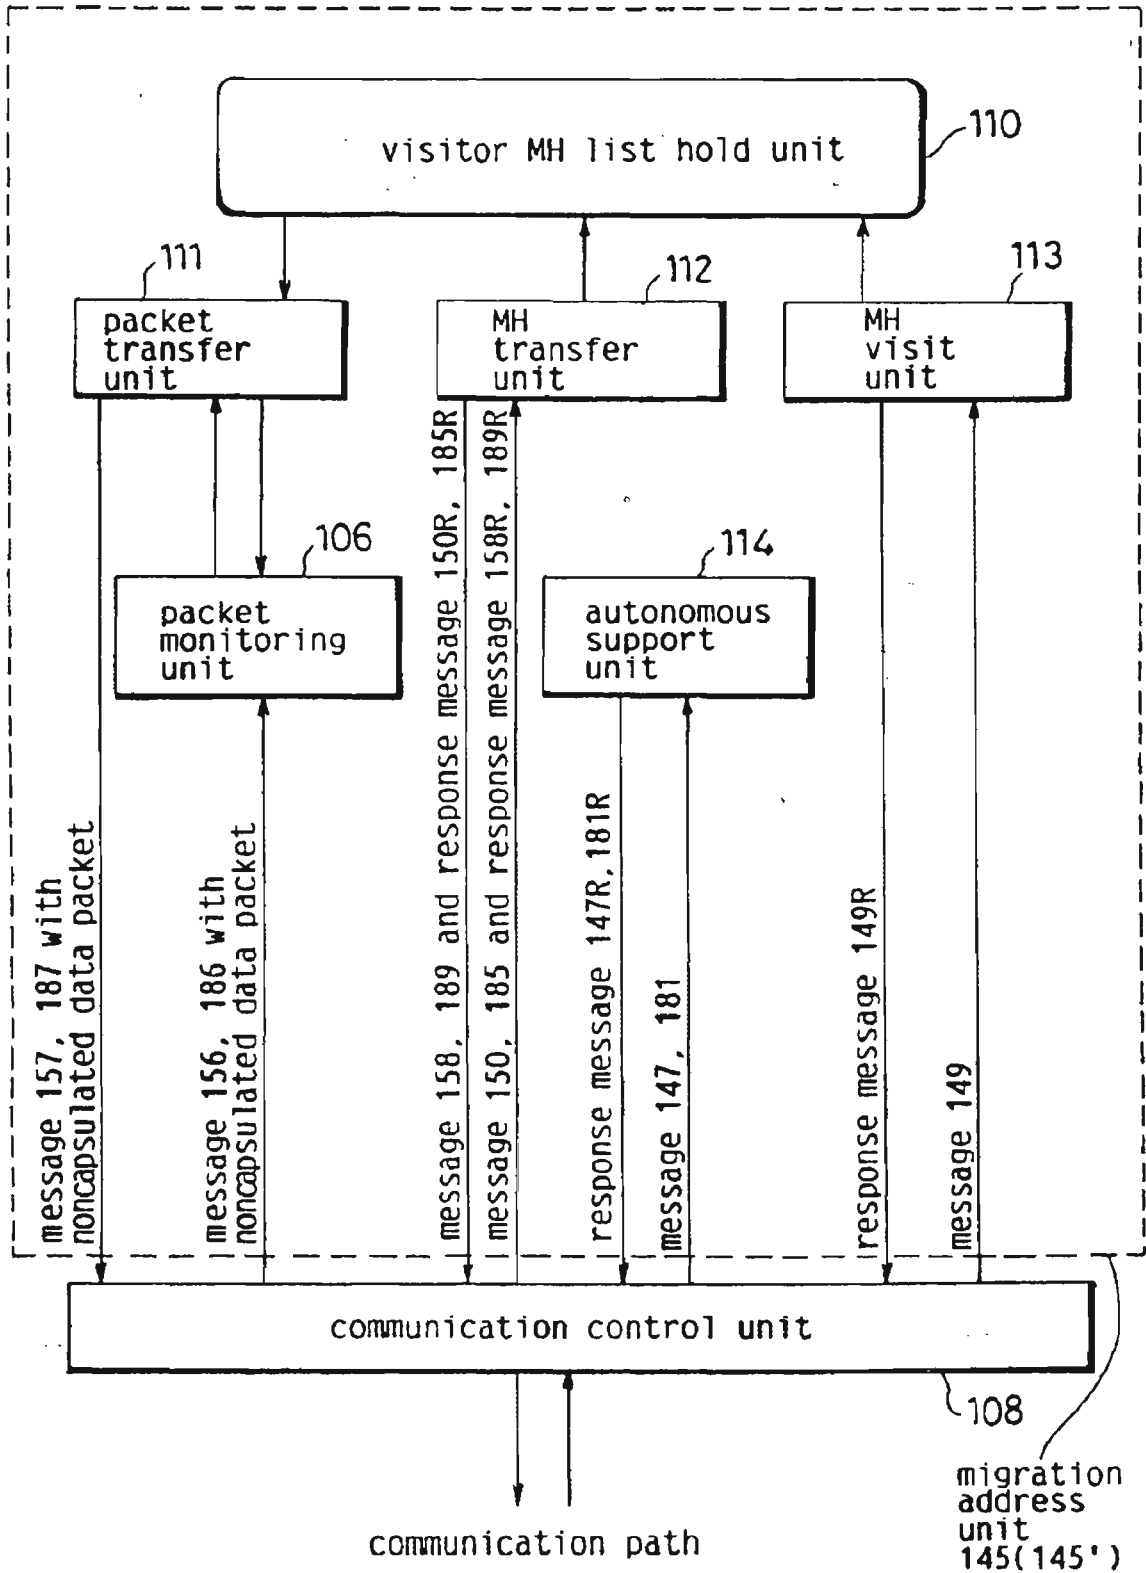 visitor MH list hold unit
110
111
112
113
packet
transfer
unit
MH
transfer
unit
MH
visit
unit
106
114
packet
monitoring
unit
autonomous
support
unit
message 157, 187 with
noncapsulated data packet
message 156, 186 with
noncapsulated data packet
message 158, 189 and response message 150R, 185R
message 150, 185 and response message 158R, 189R
response message 147R,181R
message 147, 181
response message 149R
message 149
communication control unit
108
communication path
migration
address
unit
145(145')